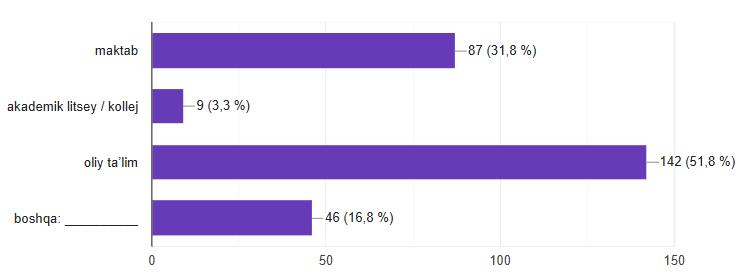 maktab
87 (31,8 %)
akademik litsey / kollej
9 (3,3 %)
oliy ta’lim
142 (51,8 %)
boshqa: ___________
46 (16,8 %)
0
50
100
150